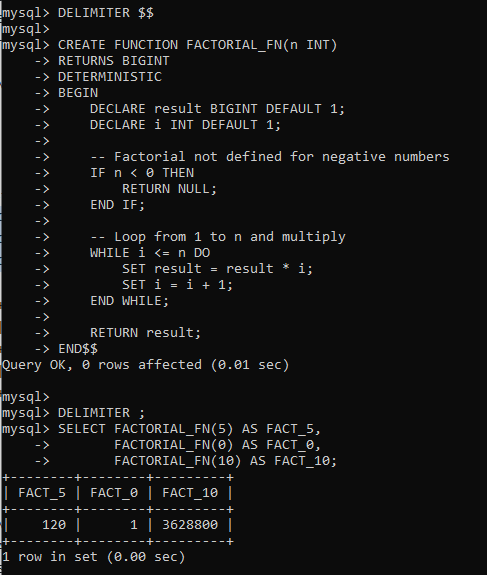 mysql> DELIMITER $$
mysql>
mysql> CREATE FUNCTION FACTORIAL_FN(n INT)
    -> RETURNS BIGINT
    -> DETERMINISTIC
    -> BEGIN
    ->     DECLARE result BIGINT DEFAULT 1;
    ->     DECLARE i INT DEFAULT 1;
    ->
    ->     -- Factorial not defined for negative numbers
    ->     IF n < 0 THEN
    ->         RETURN NULL;
    ->     END IF;
    ->
    ->     -- Loop from 1 to n and multiply
    ->     WHILE i <= n DO
    ->         SET result = result * i;
    ->         SET i = i + 1;
    ->     END WHILE;
    ->
    ->     RETURN result;
    -> END$$
Query OK, 0 rows affected (0.01 sec)

mysql>
mysql> DELIMITER ;
mysql> SELECT FACTORIAL_FN(5) AS FACT_5,
    ->        FACTORIAL_FN(0) AS FACT_0,
    ->        FACTORIAL_FN(10) AS FACT_10;
+--------+--------+---------+
| FACT_5 | FACT_0 | FACT_10 |
+--------+--------+---------+
|    120 |      1 | 3628800 |
+--------+--------+---------+
1 row in set (0.00 sec)